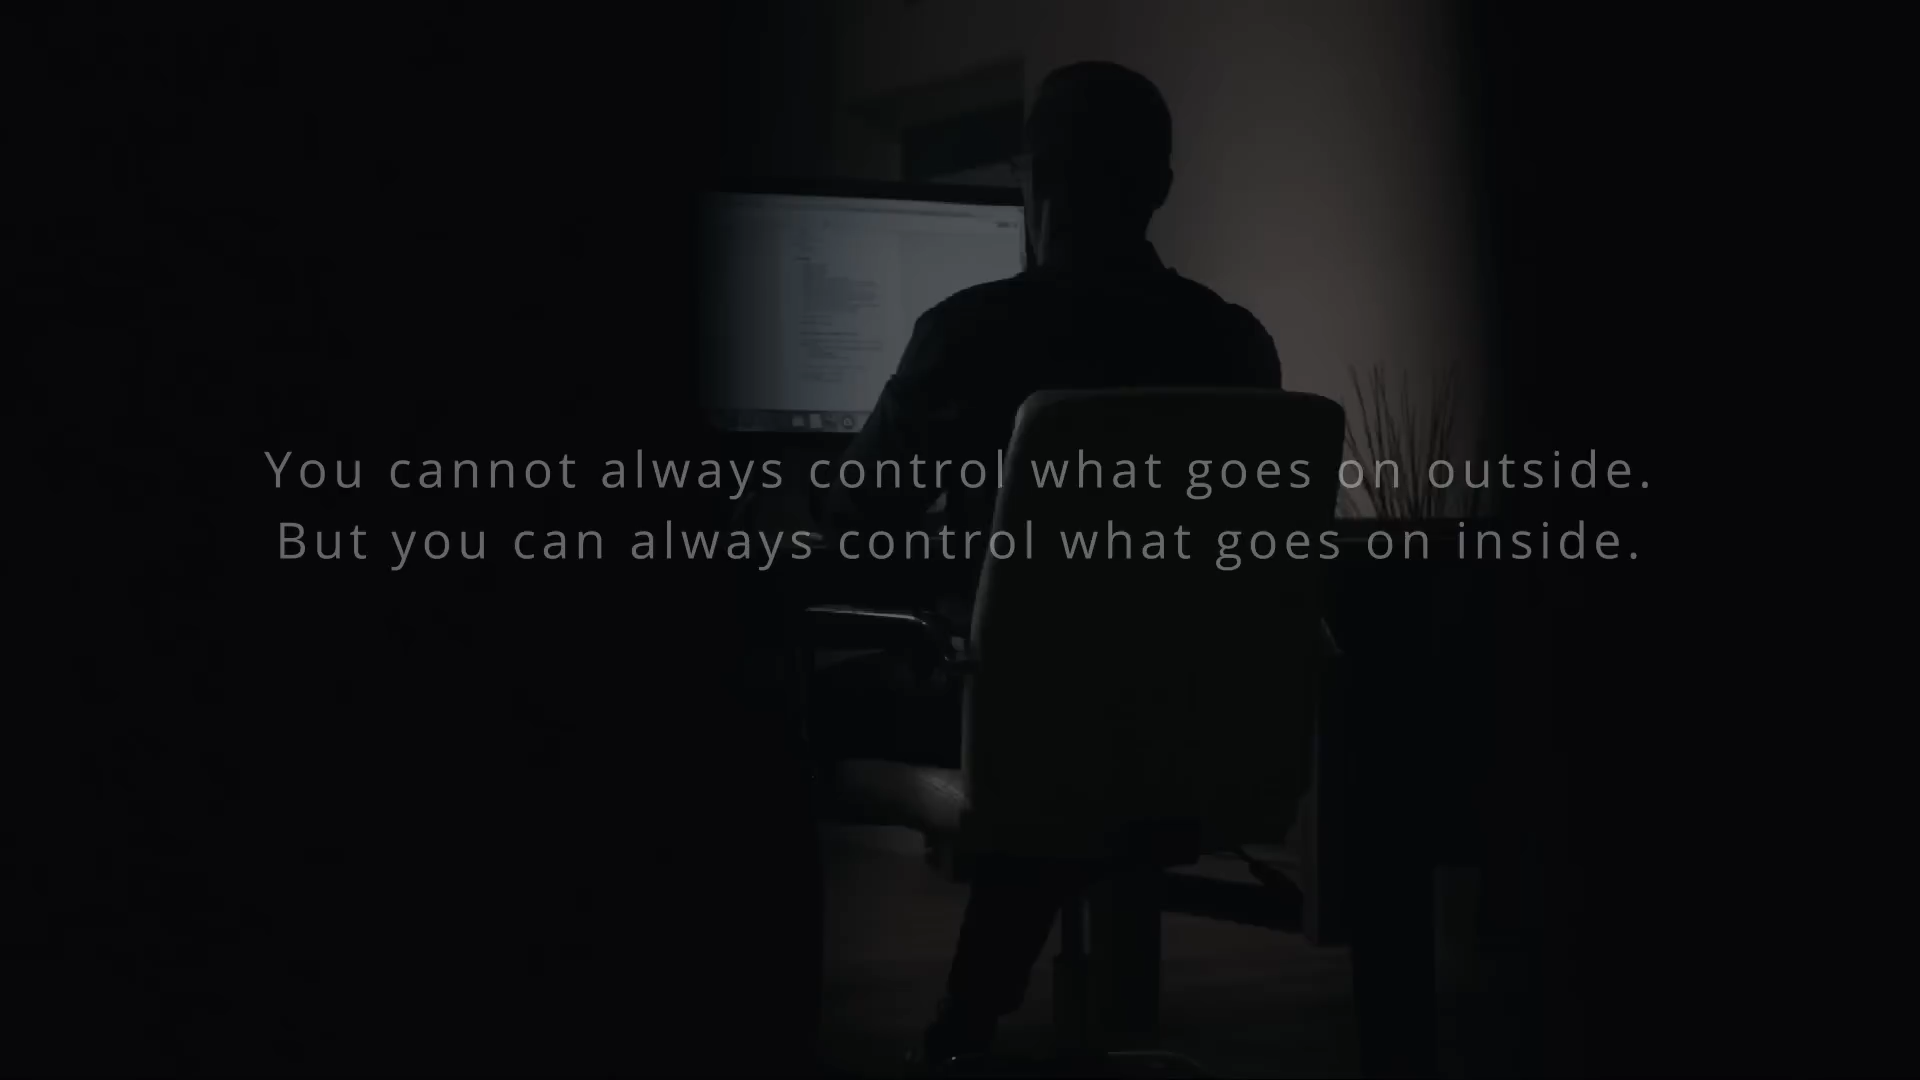 You cannot always control what goes on outside.
But you can always control what goes on inside.